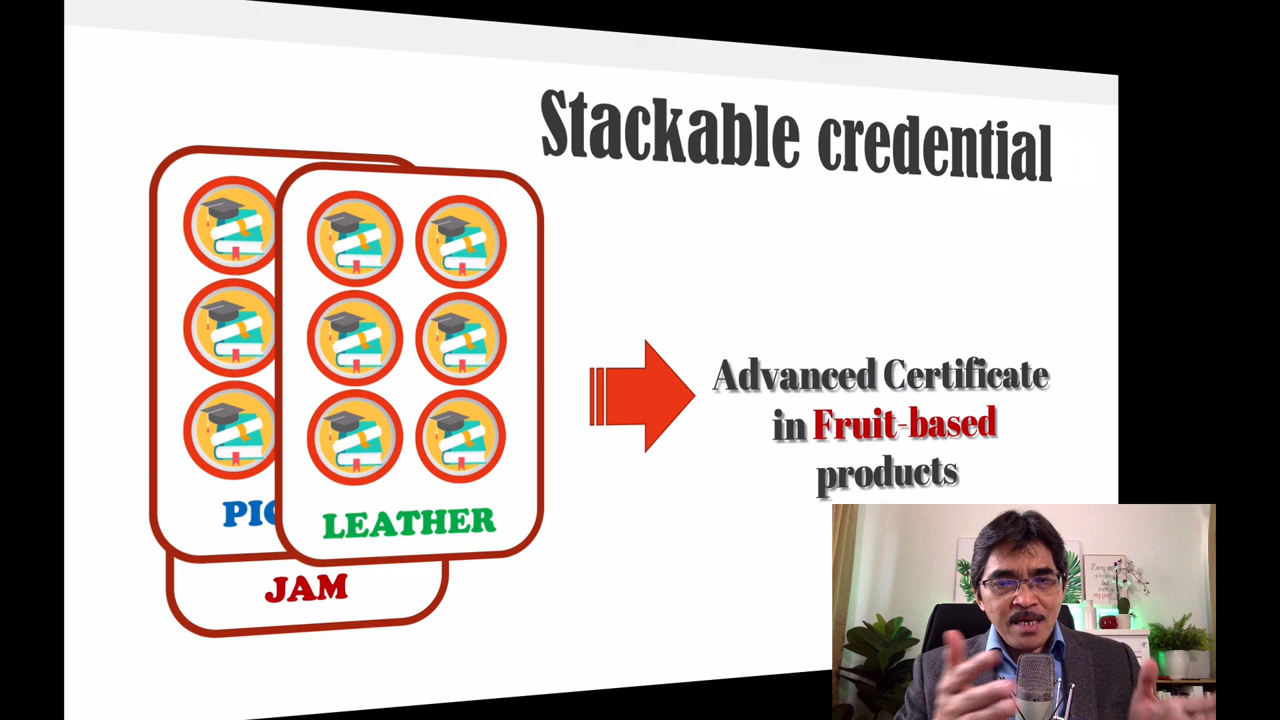 Stackable credential
LEATHER
JAM
Advanced Certificate
in Fruit-based
products